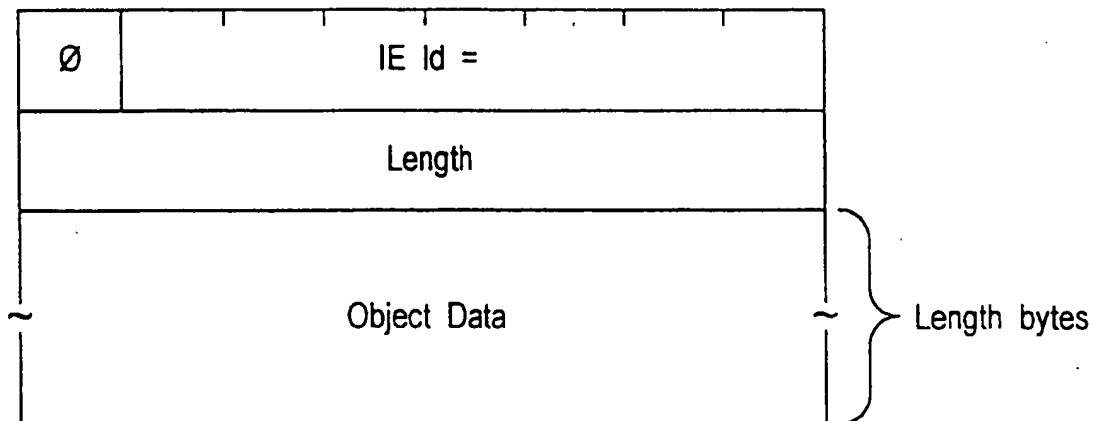 Ø IE Id =
Length
Object Data
~ ~ Length bytes